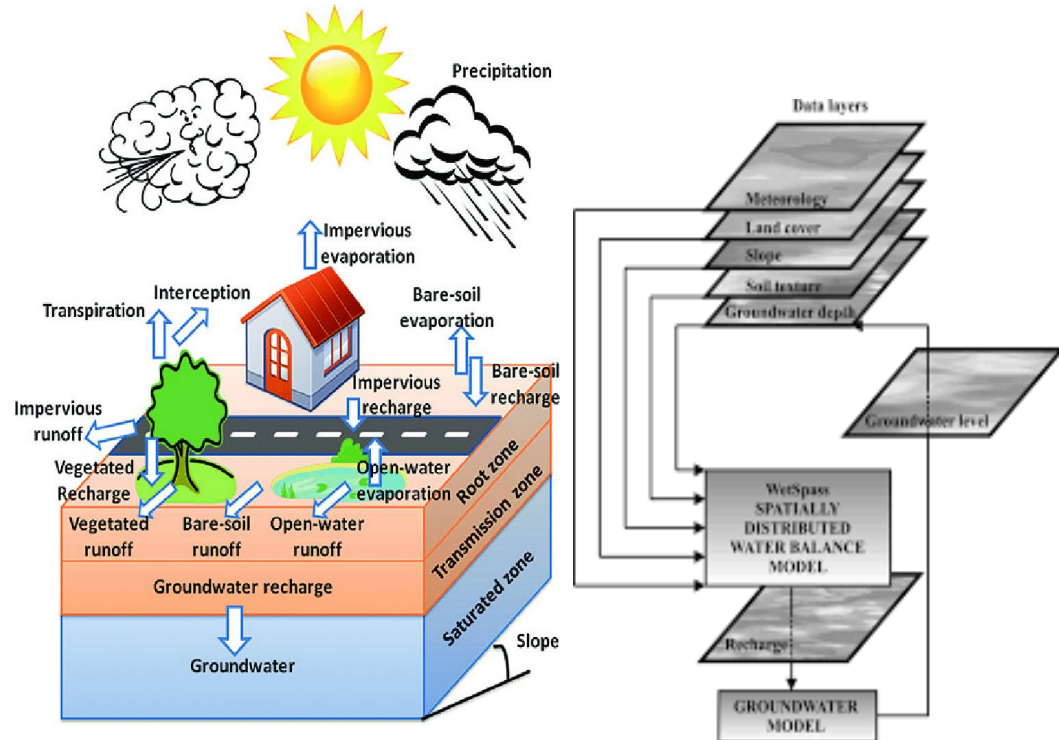 Precipitation
Impervious
evaporation
Interception
Transpiration
Bare-soil
evaporation
Bare-soil
recharge
Impervious
recharge
Impervious
runoff
Vegetated
Recharge
Open-water
evaporation
Vegetated
runoff
Bare-soil
runoff
Open-water
runoff
Root zone
Transmission zone
Saturated zone
Groundwater recharge
Groundwater
Slope
Data layers
Meteorology
Land cover
Slope
Soil texture
Groundwater depth
Groundwater level
WetSpass
SPATIALLY
DISTRIBUTED
WATER BALANCE
MODEL
Recharge
GROUNDWATER
MODEL